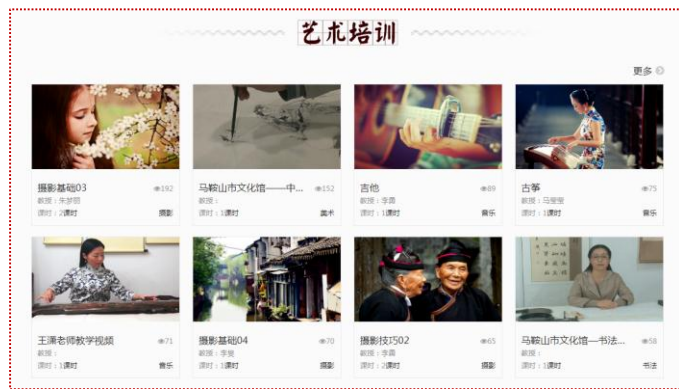 艺术培训
更多
摄影基础03 192
教授：朱梦丽
课时：2课时 摄影
马鞍山市文化馆——中... 152
教授：
课时：1课时 美术
吉他 89
教授：李霞
课时：1课时 音乐
古筝 75
教授：马莹莹
课时：1课时 音乐
王潇老师教学视频 71
教授：
课时：1课时 音乐
摄影基础04 70
课时：1课时 摄影
摄影技巧02 65
教授：李霞
课时：2课时 摄影
马鞍山市文化馆—书法... 58
教授：
课时：1课时 书法